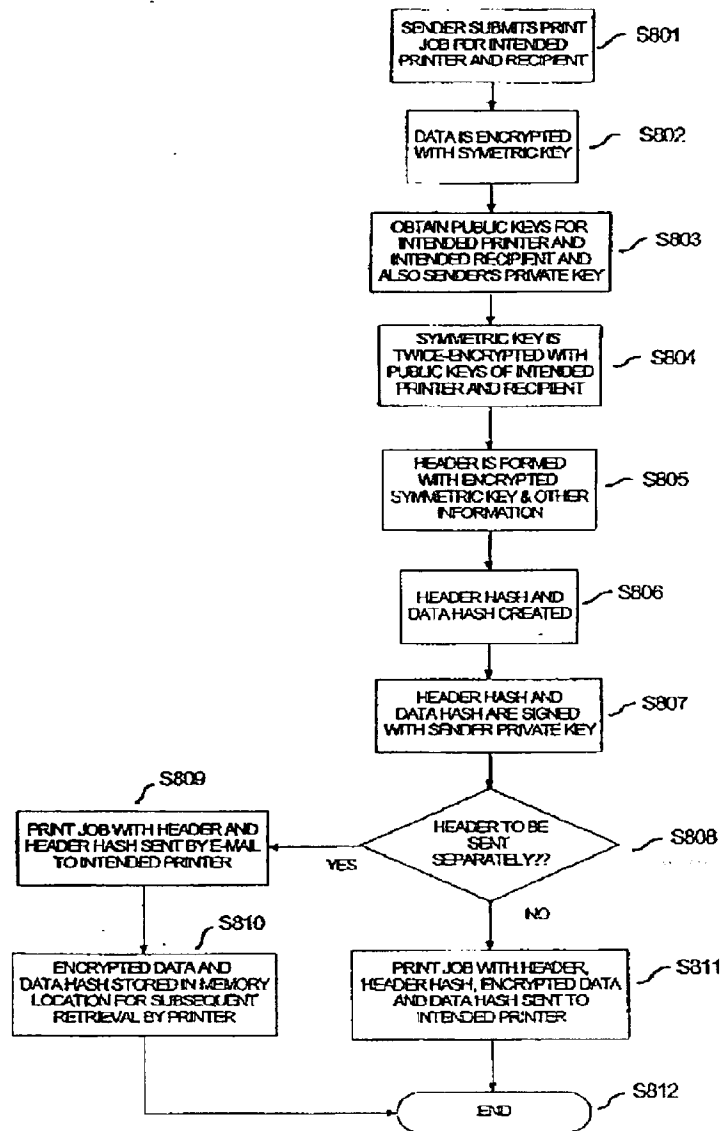 SENDER SUBMITS PRINT
JOB FOR INTENDED
PRINTER AND RECIPIENT
S801
DATA IS ENCRYPTED
WITH SYMETRIC KEY
S802
OBTAIN PUBLIC KEYS FOR
INTENDED PRINTER AND
INTENDED RECIPIENT AND
ALSO SENDER'S PRIVATE KEY
S803
SYMMETRIC KEY IS
TWICE-ENCRYPTED WITH
PUBLIC KEYS OF INTENDED
PRINTER AND RECIPIENT
S804
HEADER IS FORMED
WITH ENCRYPTED
SYMMETRIC KEY & OTHER
INFORMATION
S805
HEADER HASH AND
DATA HASH CREATED
S806
HEADER HASH AND
DATA HASH ARE SIGNED
WITH SENDER PRIVATE KEY
S807
HEADER TO BE
SENT
SEPARATELY??
S808
YES
NO
S809
PRINT JOB WITH HEADER AND
HEADER HASH SENT BY E-MAIL
TO INTENDED PRINTER
S810
ENCRYPTED DATA AND
DATA HASH STORED IN MEMORY
LOCATION FOR SUBSEQUENT
RETRIEVAL BY PRINTER
PRINT JOB WITH HEADER,
HEADER HASH, ENCRYPTED DATA
AND DATA HASH SENT TO
INTENDED PRINTER
S811
END
S812